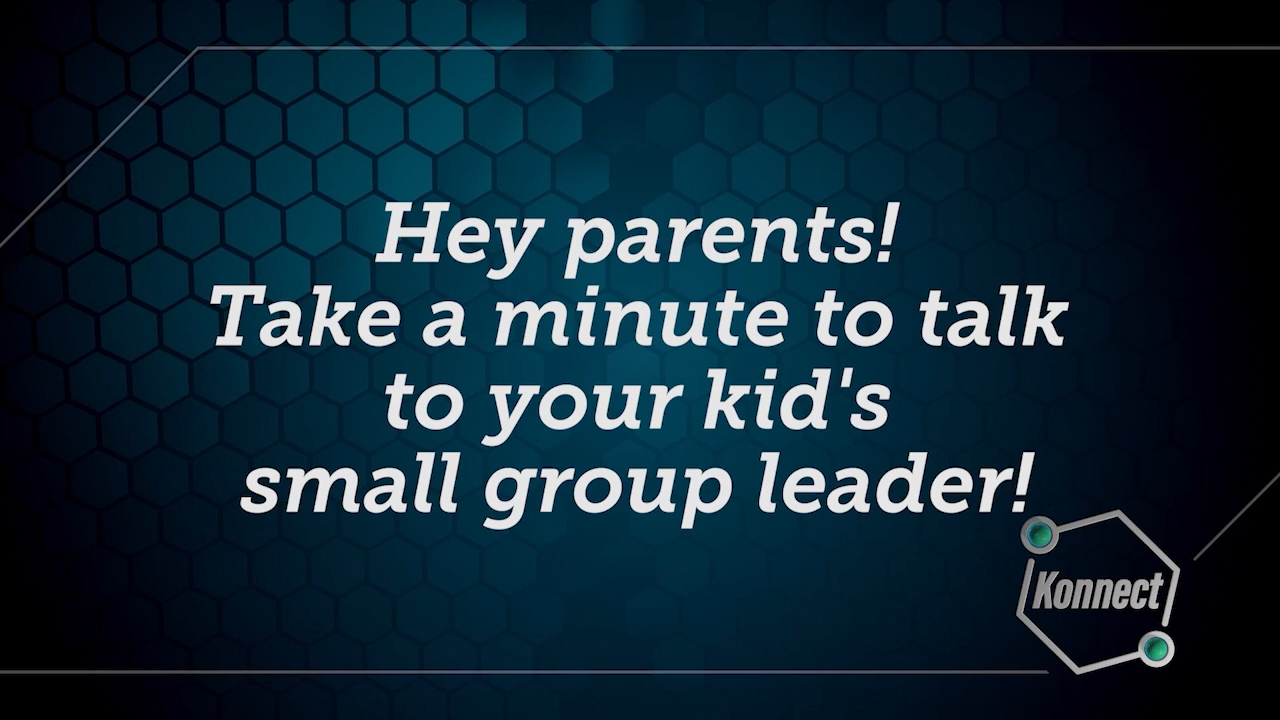 Hey parents!
Take a minute to talk
to your kid's
small group leader!
Konnect